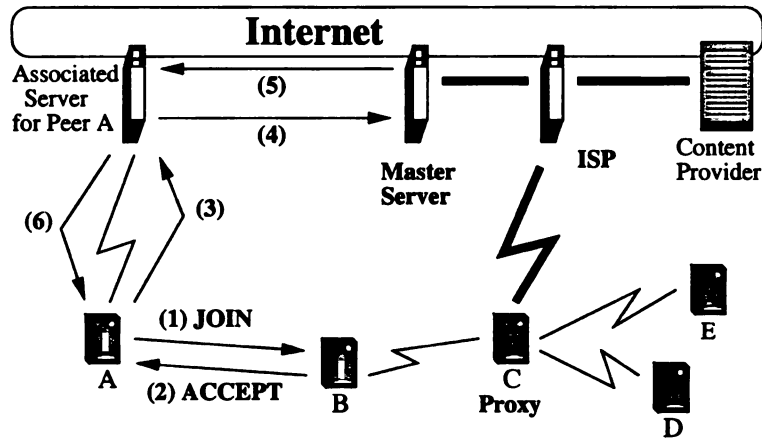 Internet
Associated
Server
for Peer A
(5)
(4)
Master
Server
ISP
Content
Provider
(6)
(3)
(1) JOIN
(2) ACCEPT
A
B
C
Proxy
E
D